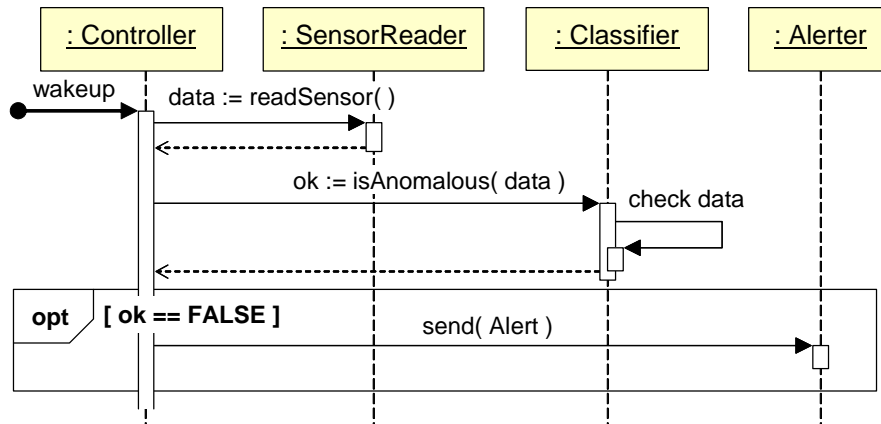 : Controller
: SensorReader
: Classifier
: Alerter
wakeup
data := readSensor( )
ok := isAnomalous( data )
check data
opt
[ ok == FALSE ]
send( Alert )